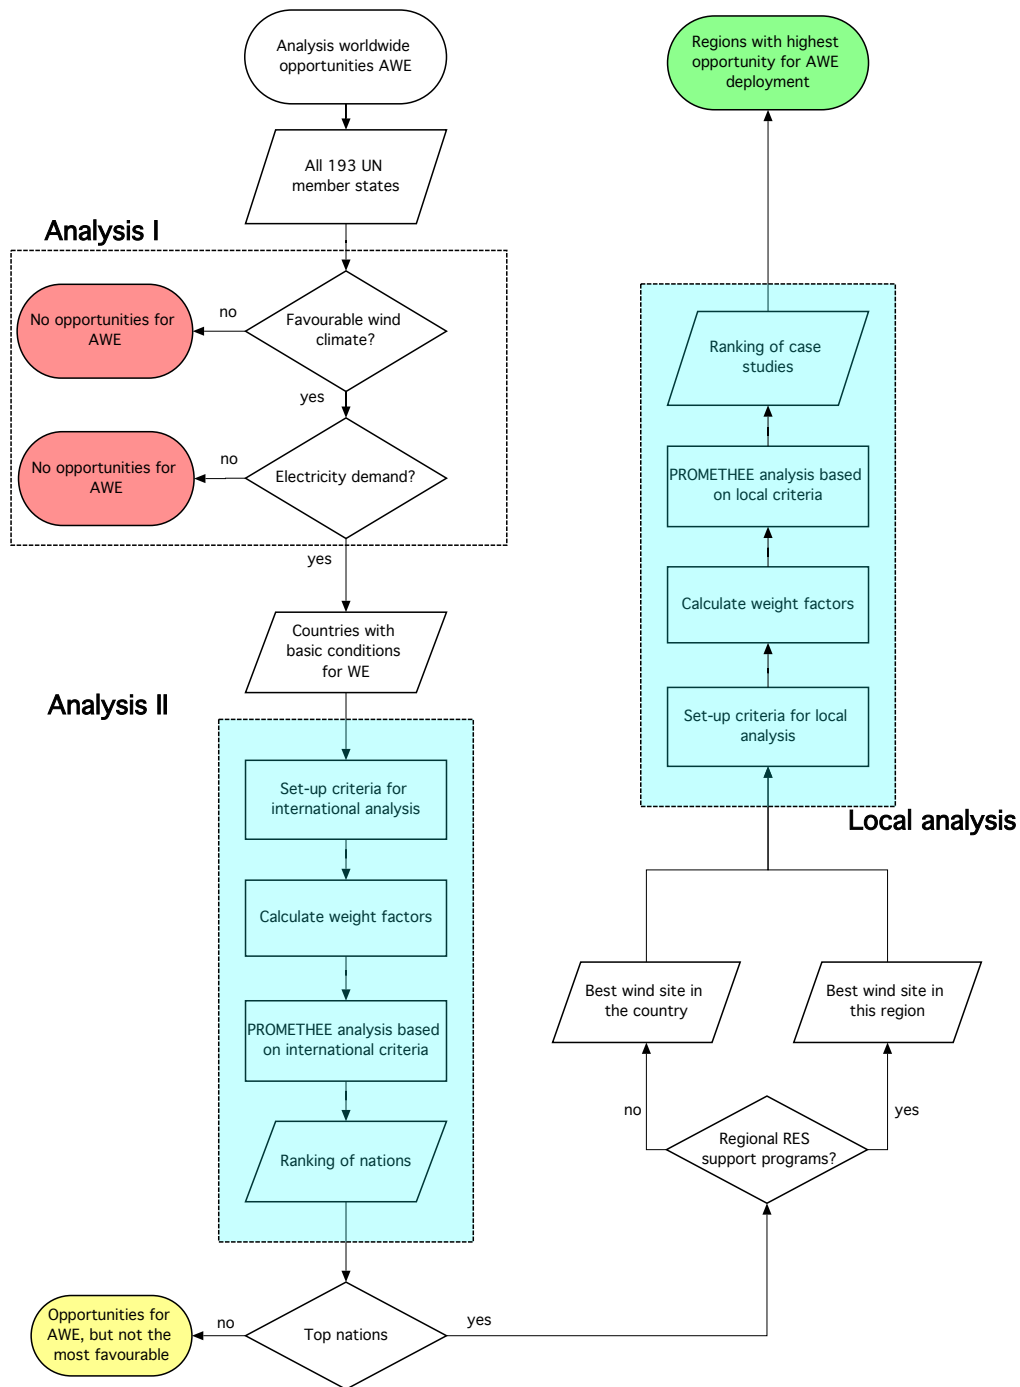 Analysis worldwide
opportunities AWE
All 193 UN
member states
Analysis I
Favourable wind
climate?
no
No opportunities for
AWE
yes
Electricity demand?
no
No opportunities for
AWE
yes
Countries with
basic conditions
for WE
Analysis II
Set-up criteria for
international analysis
Calculate weight factors
PROMETHEE analysis based
on international criteria
Ranking of nations
Top nations
no
Opportunities for
AWE, but not the
most favourable
yes
Regional RES
support programs?
no
yes
Best wind site in
the country
Best wind site in
this region
Local analysis
Set-up criteria for local
analysis
Calculate weight factors
PROMETHEE analysis based
on local criteria
Ranking of case
studies
Regions with highest
opportunity for AWE
deployment